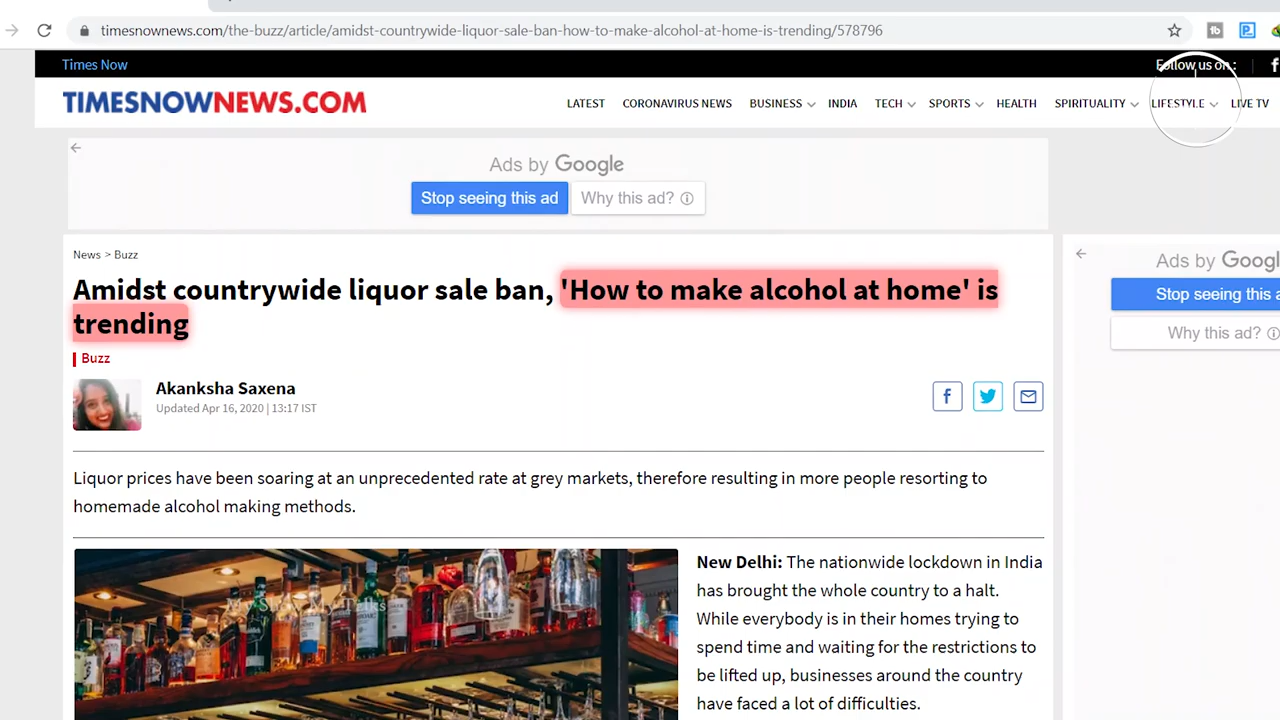 timesnownews.com/the-buzz/article/amidst-countrywide-liquor-sale-ban-how-to-make-alcohol-at-home-is-trending/578796
Times Now
Follow us on :
TIMESNOWNEWS.COM
LATEST CORONAVIRUS NEWS BUSINESS INDIA TECH SPORTS HEALTH SPIRITUALITY LIFESTYLE LIVE TV
Ads by Google
Stop seeing this ad
Why this ad?
News > Buzz
Amidst countrywide liquor sale ban, 'How to make alcohol at home' is
trending
Buzz
Akanksha Saxena
Updated Apr 16, 2020 | 13:17 IST
Liquor prices have been soaring at an unprecedented rate at grey markets, therefore resulting in more people resorting to
homemade alcohol making methods.
My Show My Talks
New Delhi: The nationwide lockdown in India
has brought the whole country to a halt.
While everybody is in their homes trying to
spend time and waiting for the restrictions to
be lifted up, businesses around the country
have faced a lot of difficulties.
Ads by Googl
Stop seeing this a
Why this ad?